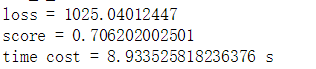 loss = 1025.04012447
score = 0.706202002501
time cost = 8.933525818236376 s